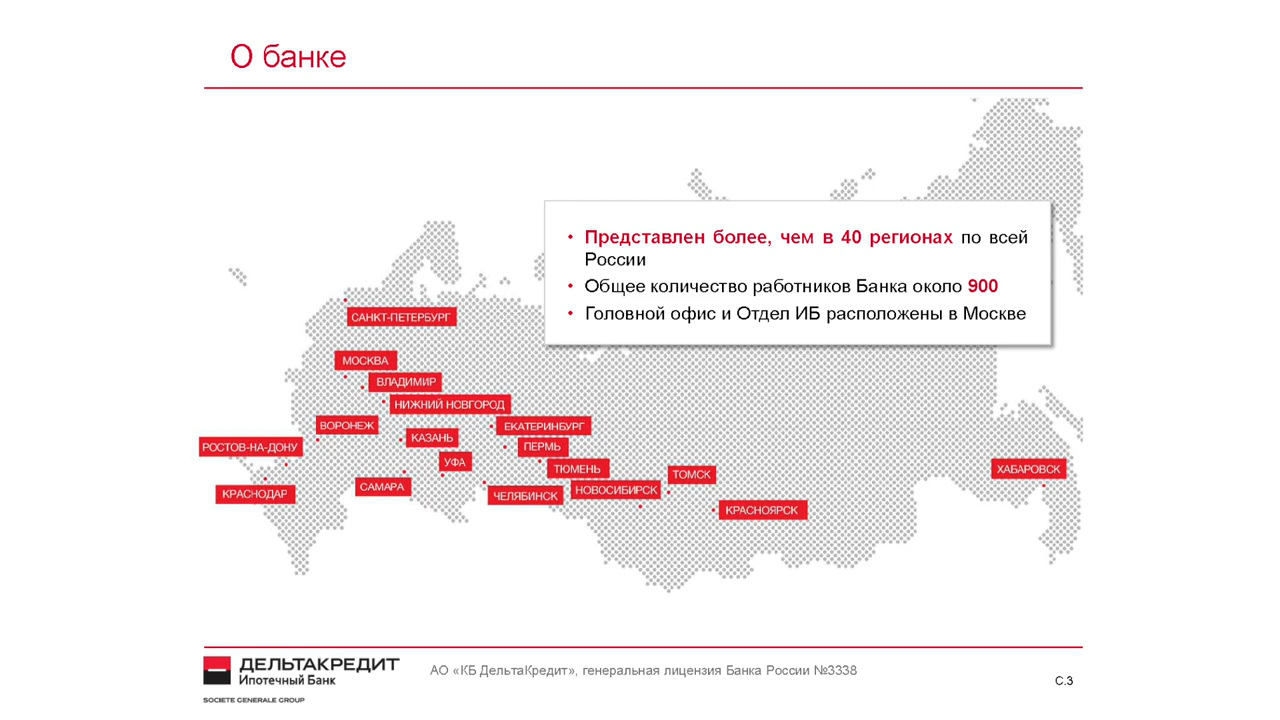 О банке
• Представлен более, чем в 40 регионах по всей
России
• Общее количество работников Банка около 900
• Головной офис и Отдел ИБ расположены в Москве
САНКТ-ПЕТЕРБУРГ
МОСКВА
ВЛАДИМИР
НИЖНИЙ НОВГОРОД
ВОРОНЕЖ
ЕКАТЕРИНБУРГ
КАЗАНЬ
РОСТОВ-НА-ДОНУ
ПЕРМЬ
УФА
ТЮМЕНЬ
ТОМСК
ХАБАРОВСК
САМАРА
КРАСНОДАР
ЧЕЛЯБИНСК
НОВОСИБИРСК
КРАСНОЯРСК
ДЕЛЬТАКРЕДИТ
Ипотечный Банк
SOCIETE GENERALE GROUP
АО «КБ ДельтаКредит», генеральная лицензия Банка России №3338
С.3